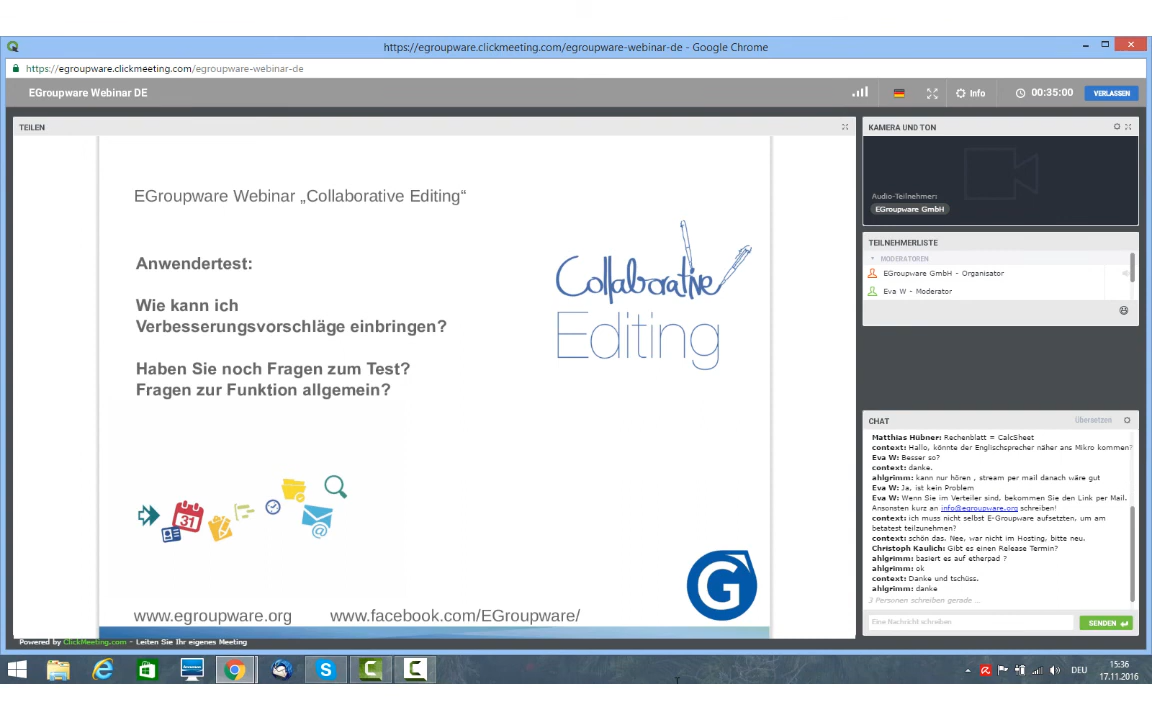 https://egroupware.clickmeeting.com/egroupware-webinar-de - Google Chrome
https://egroupware.clickmeeting.com/egroupware-webinar-de
EGroupware Webinar DE
Info
00:35:00
VERLASSEN
TEILEN
EGroupware Webinar „Collaborative Editing“
Anwendertest:
Wie kann ich
Verbesserungsvorschläge einbringen?
Haben Sie noch Fragen zum Test?
Fragen zur Funktion allgemein?
Collaborative
Editing
31
@
G
www.egroupware.org www.facebook.com/EGroupware/
Powered by ClickMeeting.com - Leiten Sie Ihr eigenes Meeting
KAMERA UND TON
Audio-Teilnehmer:
EGroupware GmbH
TEILNEHMERLISTE
MODERATOREN
EGroupware GmbH - Organisator
Eva W - Moderator
CHAT
Übersetzen
Matthias Hübner: Rechenblatt = CalcSheet
context: Hallo, könnte der Englischsprecher näher ans Mikro kommen?
Eva W: Besser so?
context: danke.
ahlgrimm: kann nur hören , stream per mail danach wäre gut
Eva W: Ja, ist kein Problem
Eva W: Wenn Sie im Verteiler sind, bekommen Sie den Link per Mail.
Ansonsten kurz an info@egroupware.org schreiben!
context: ich muss nicht selbst E-Groupware aufsetzten, um am
betatest teilzunehmen?
context: schön das. Nee, war nicht im Hosting, bitte neu.
Christoph Kaulich: Gibt es einen Release Termin?
ahlgrimm: basiert es auf etherpad ?
ahlgrimm: ok
context: Danke und tschüss.
ahlgrimm: danke
3 Personen schreiben gerade ...
Eine Nachricht schreiben
SENDEN
DEU
15:36
17.11.2016